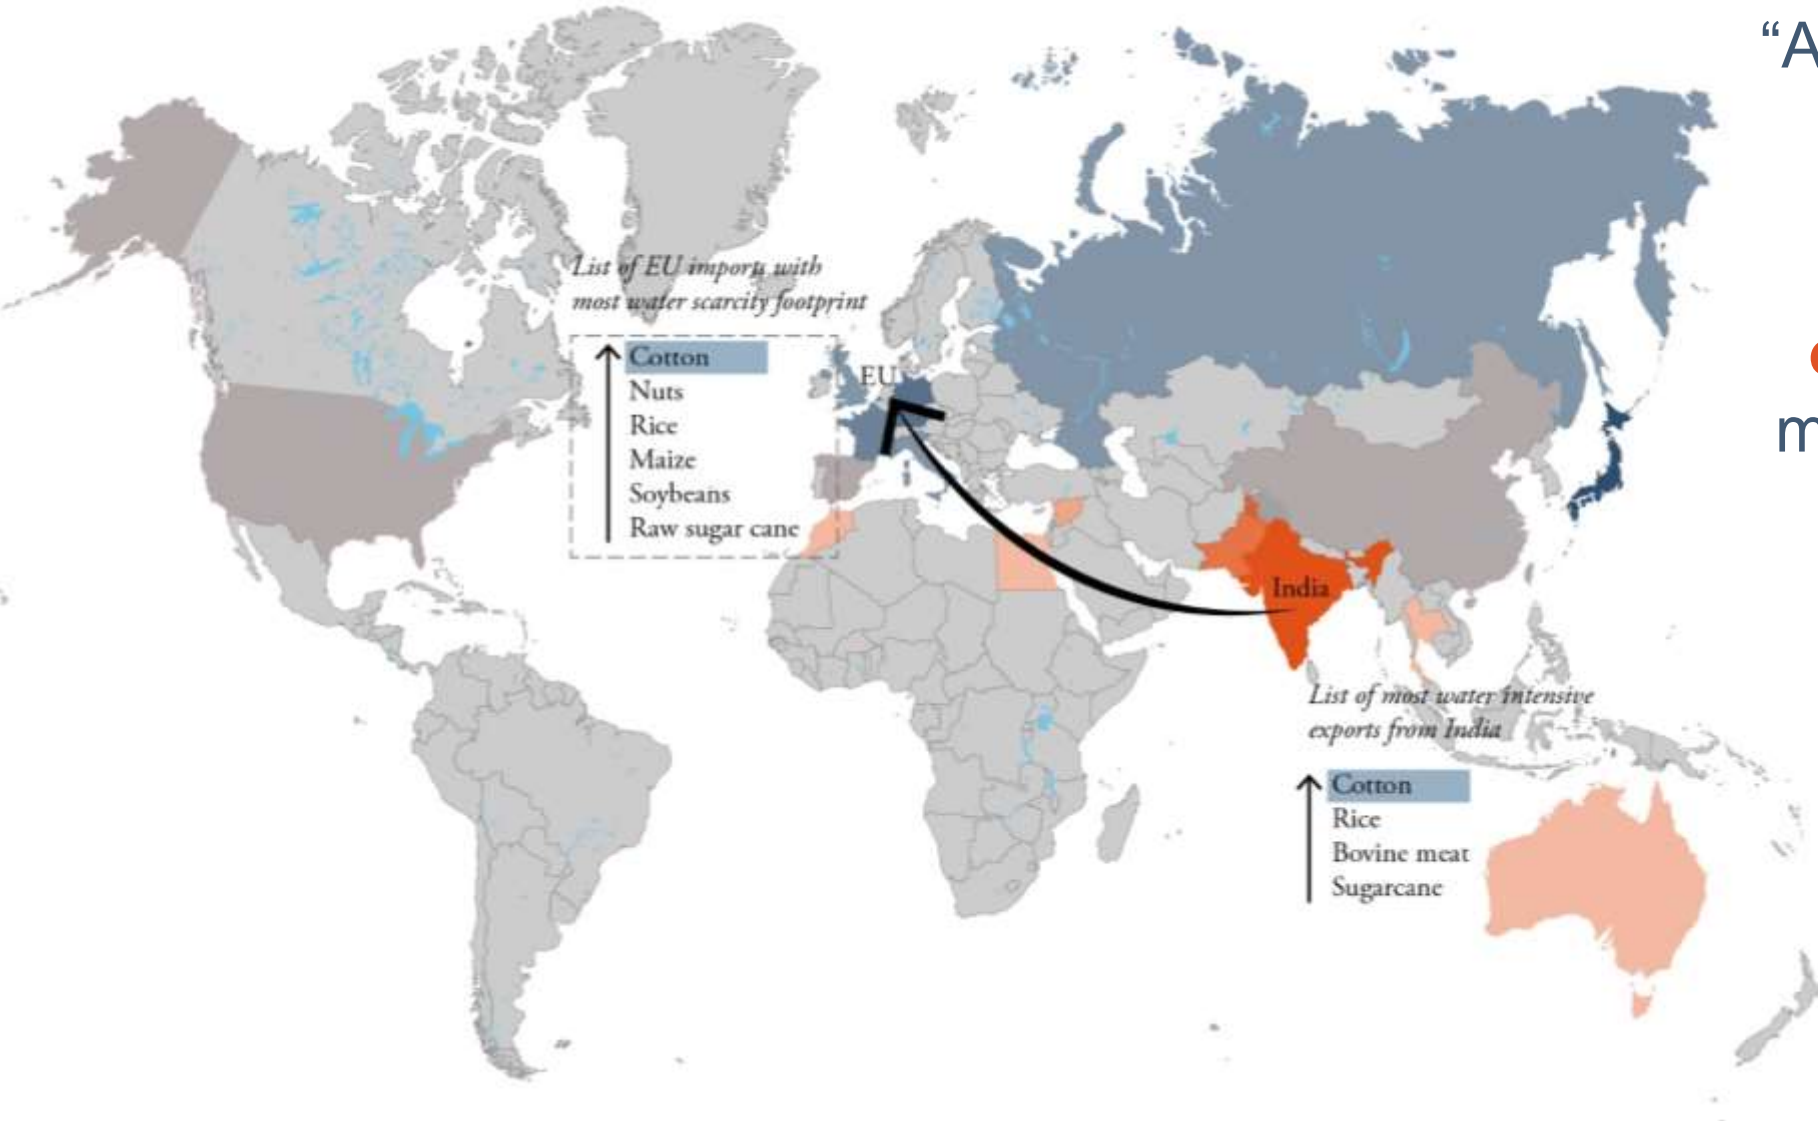 “A
List of EU imports with
most water scarcity footprint
Cotton
Nuts
Rice
Maize
Soybeans
Raw sugar cane
EU
India
m
List of most water intensive
exports from India
Cotton
Rice
Bovine meat
Sugarcane